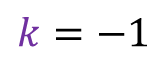 k = −1